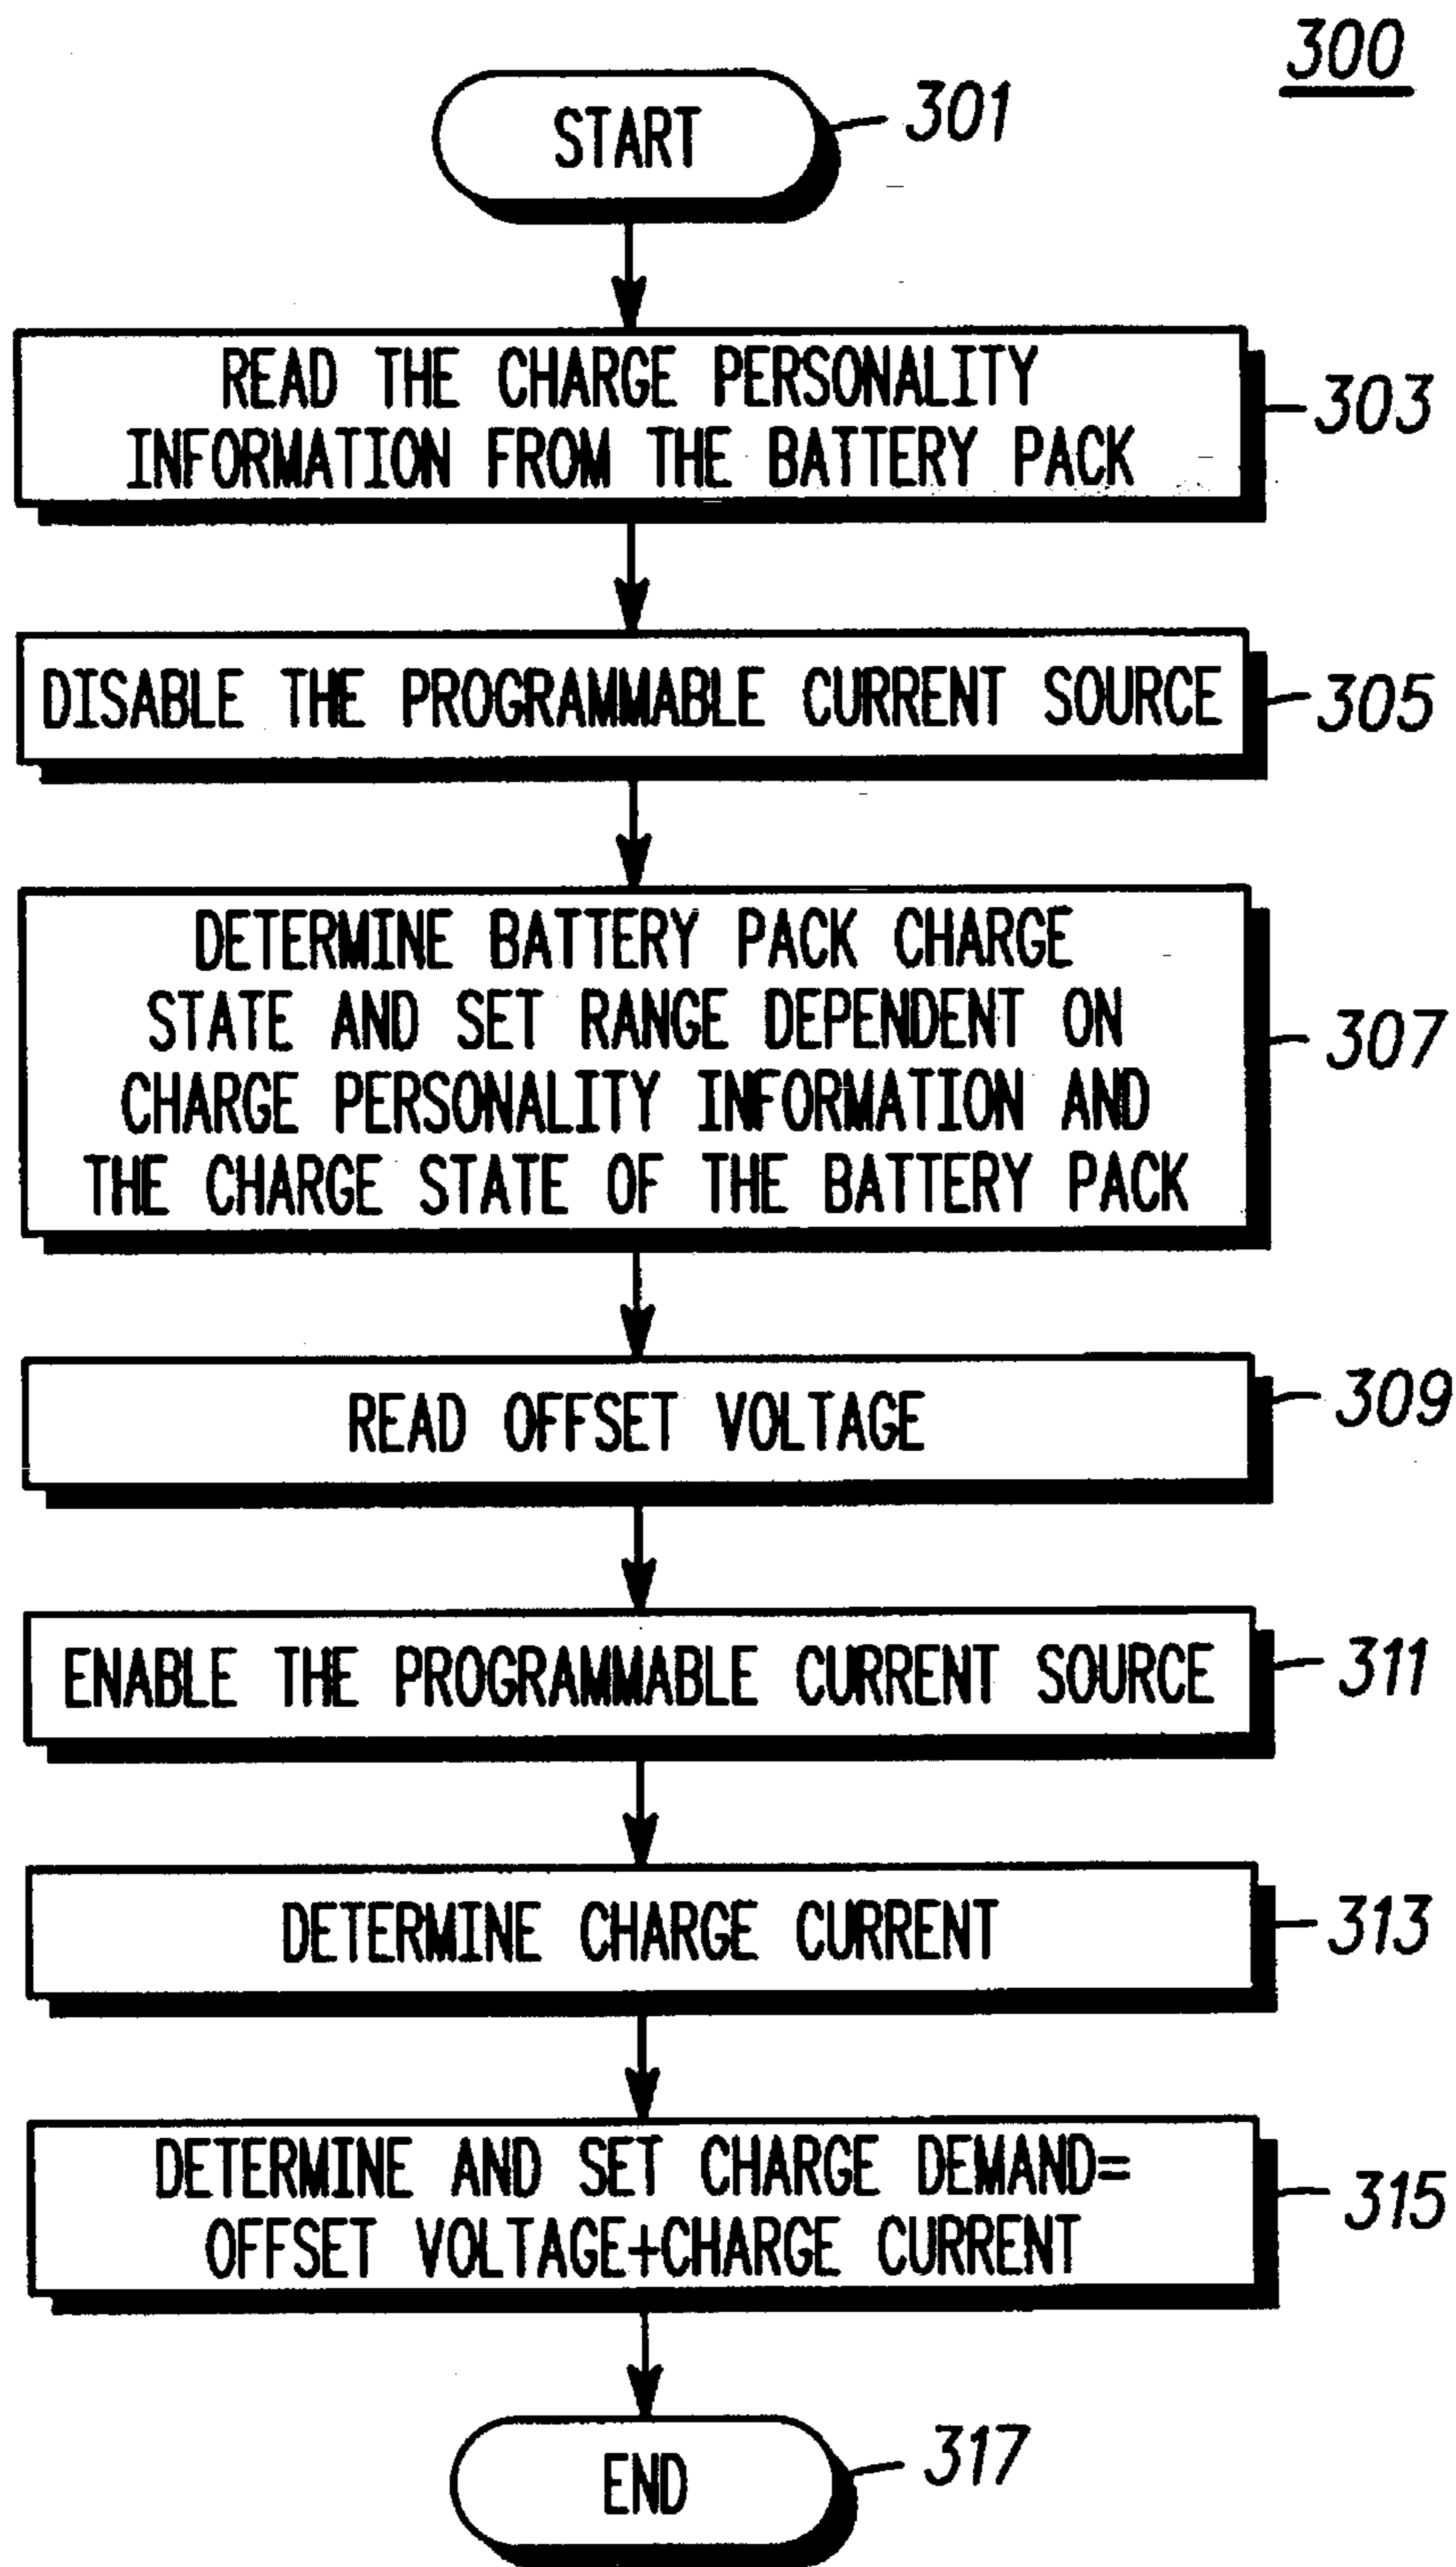 300
START
301
READ THE CHARGE PERSONALITY
INFORMATION FROM THE BATTERY PACK
303
DISABLE THE PROGRAMMABLE CURRENT SOURCE
305
DETERMINE BATTERY PACK CHARGE
STATE AND SET RANGE DEPENDENT ON
CHARGE PERSONALITY INFORMATION AND
THE CHARGE STATE OF THE BATTERY PACK
307
READ OFFSET VOLTAGE
309
ENABLE THE PROGRAMMABLE CURRENT SOURCE
311
DETERMINE CHARGE CURRENT
313
DETERMINE AND SET CHARGE DEMAND=
OFFSET VOLTAGE+CHARGE CURRENT
315
END
317